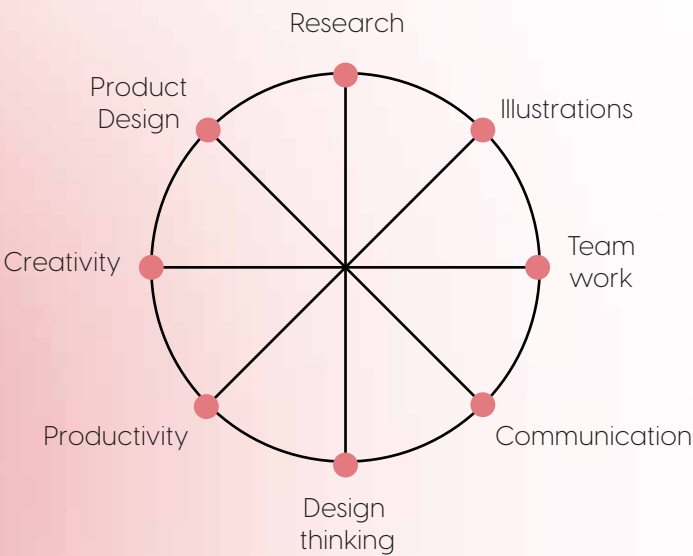 Research
Product
Design
Illustrations
Creativity
Team
work
Productivity
Communication
Design
thinking